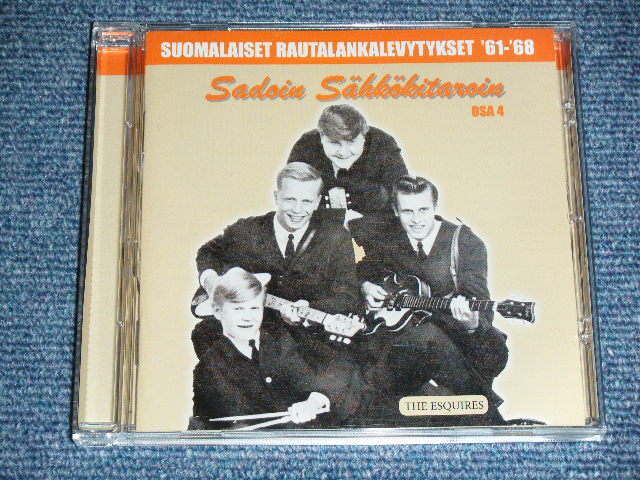 SUOMALAISET RAUTALANKALEVYTYKSET '61-'68
Sadoin Sähkökitaroin
OSA 4
THE ESQUIRES